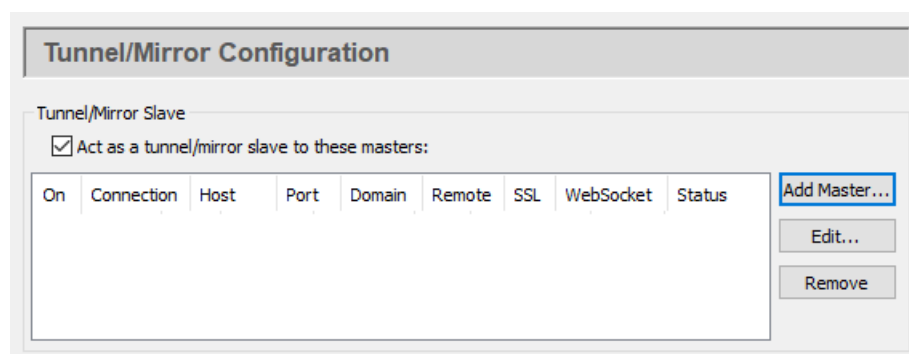 Tunnel/Mirror Configuration
Tunnel/Mirror Slave
Act as a tunnel/mirror slave to these masters:
On Connection Host Port Domain Remote SSL WebSocket Status
Add Master...
Edit...
Remove